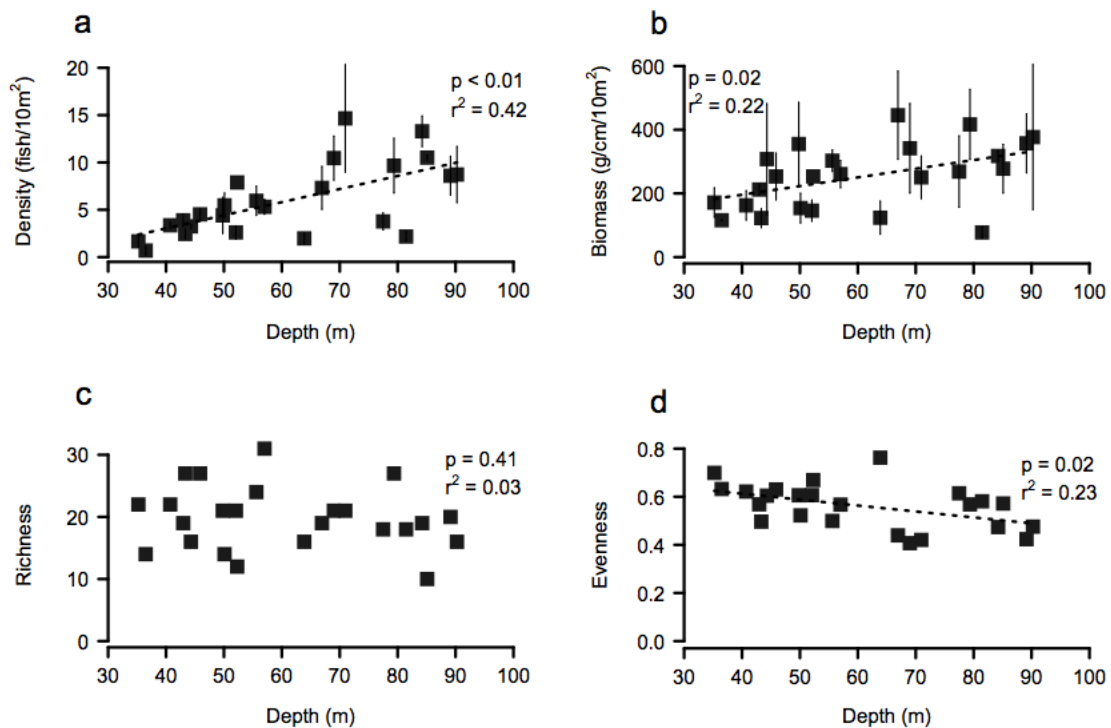 a
Density (fish/10m²)
20
15
10
5
0
p < 0.01
r² = 0.42
30 40 50 60 70 80 90 100
Depth (m)
b
Biomass (g/cm/10m²)
600
400
200
0
p = 0.02
r² = 0.22
30 40 50 60 70 80 90 100
Depth (m)
c
Richness
30
20
10
0
p = 0.41
r² = 0.03
30 40 50 60 70 80 90 100
Depth (m)
d
Evenness
0.8
0.6
0.4
0.2
0.0
p = 0.02
r² = 0.23
30 40 50 60 70 80 90 100
Depth (m)